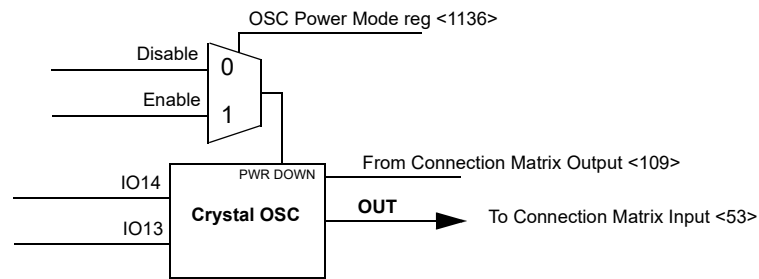 OSC Power Mode reg <1136>
Disable
0
Enable
1
PWR DOWN
From Connection Matrix Output <109>
IO14
Crystal OSC
OUT
To Connection Matrix Input <53>
IO13